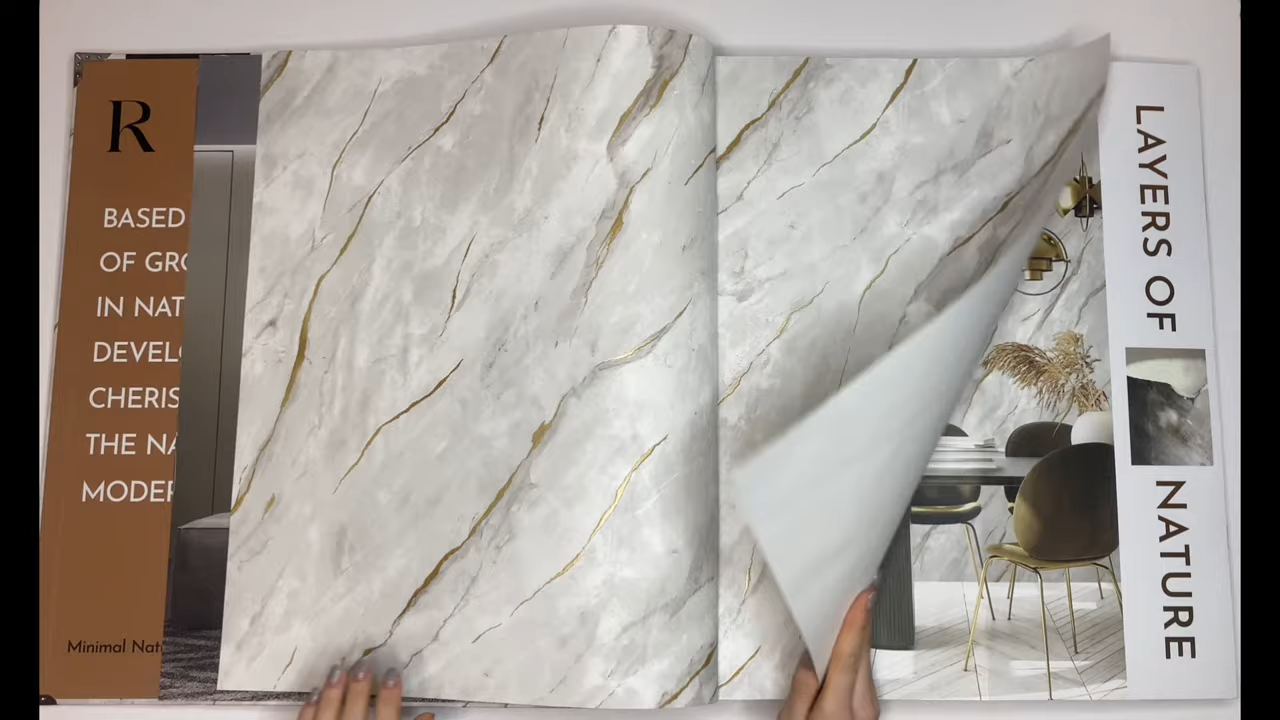 R
BASED
OF GRO
IN NAT
DEVELO
CHERIS
THE NA
MODER
Minimal Nat
LAYERS OF
NATURE